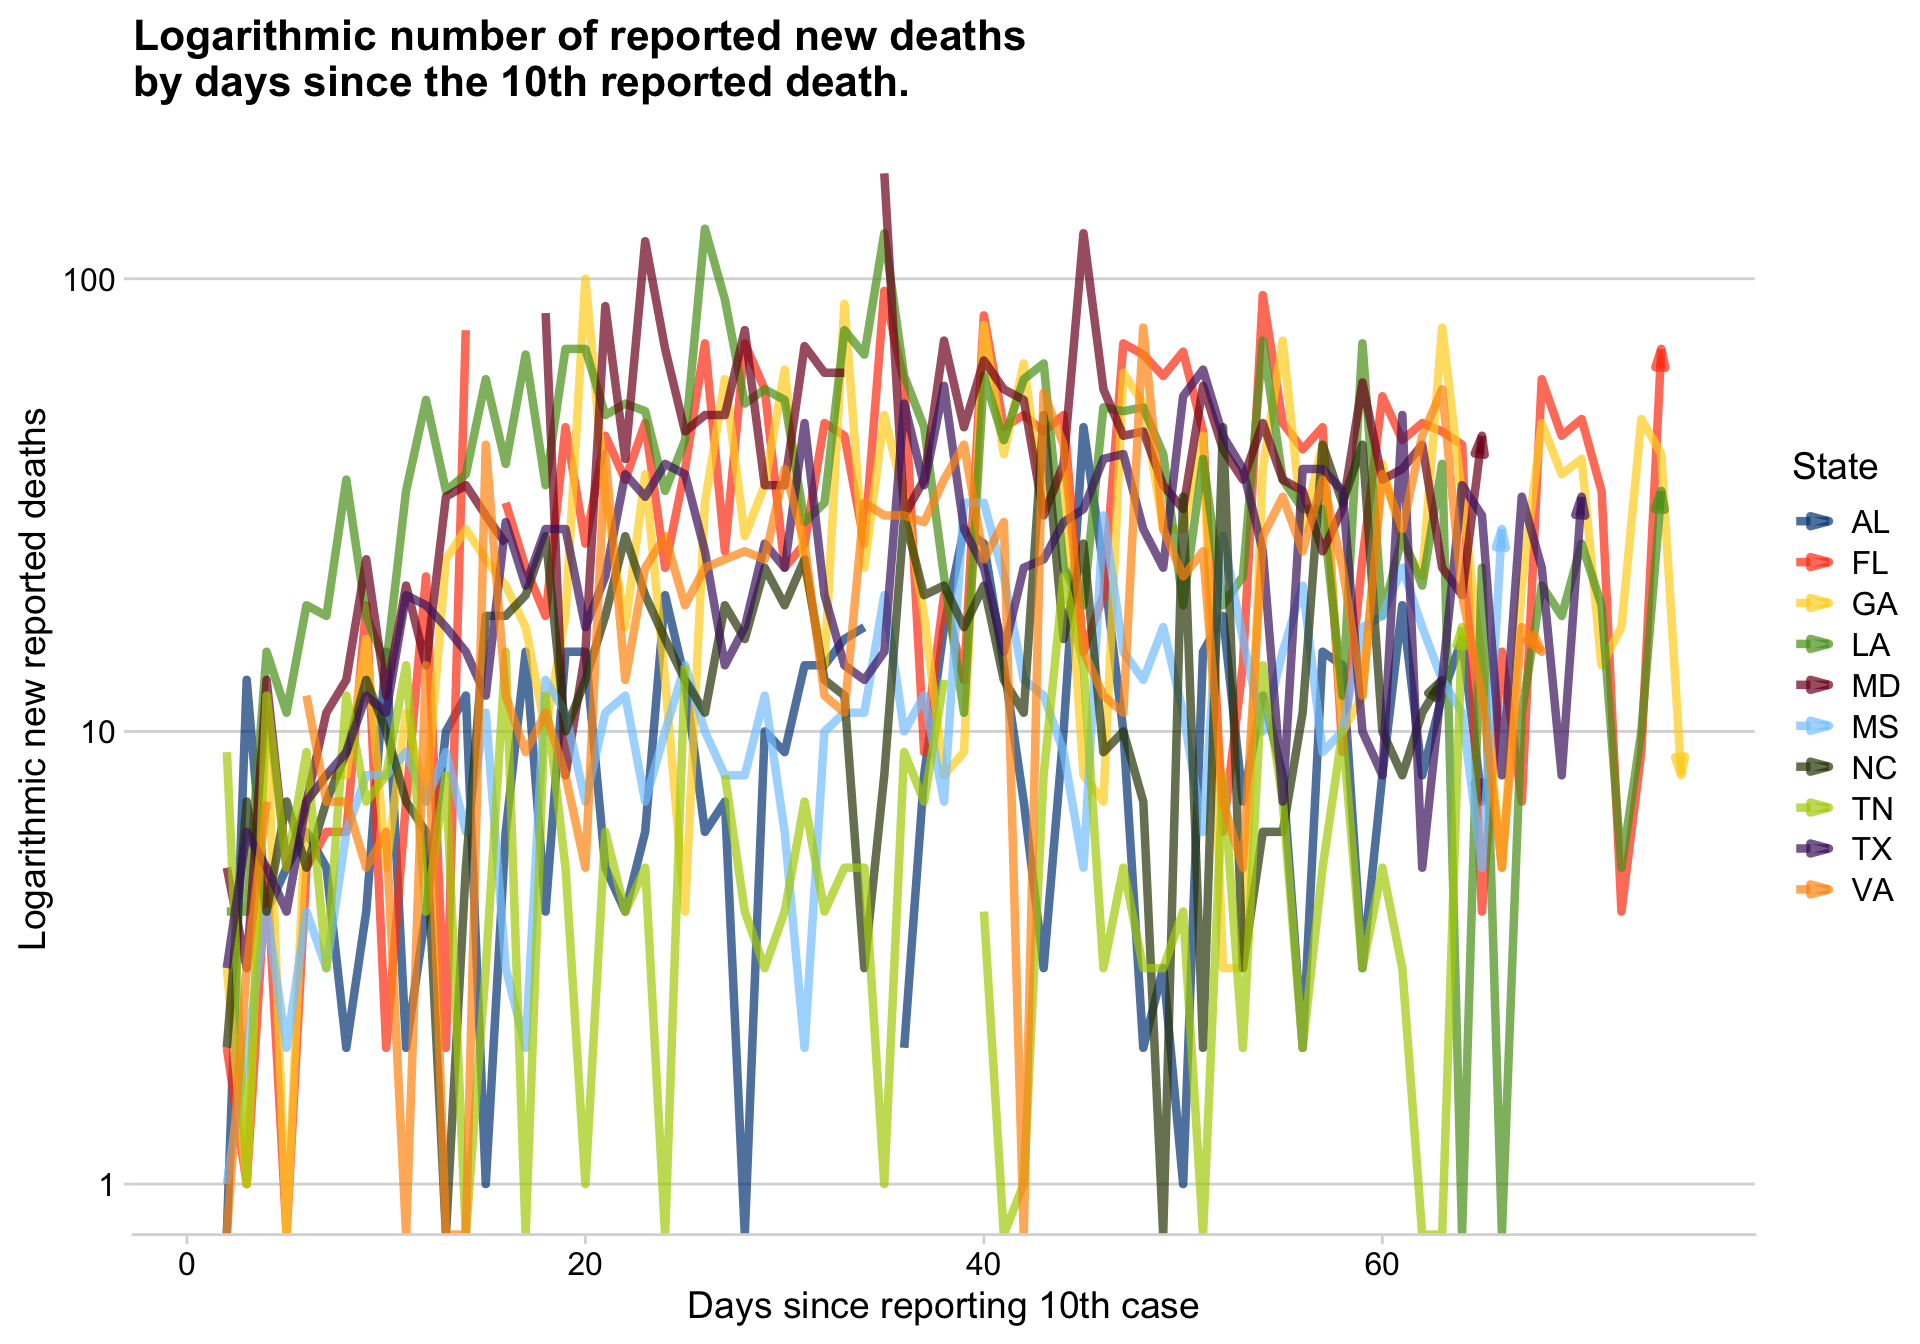 Logarithmic number of reported new deaths
by days since the 10th reported death.
Logarithmic new reported deaths
100
10
1
0
20
40
60
Days since reporting 10th case
State
AL
FL
GA
LA
MD
MS
NC
TN
TX
VA